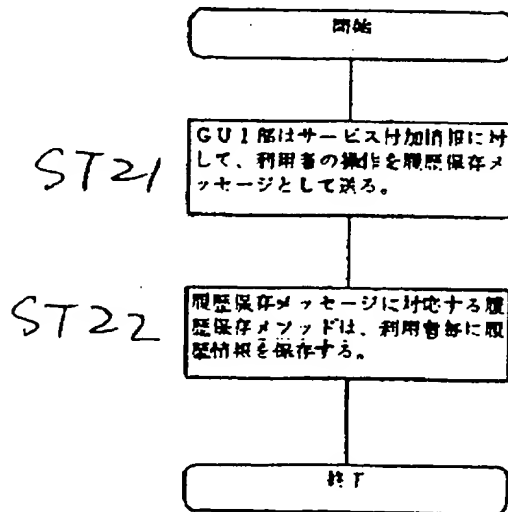 開始
ST21
GUI部はサービス付加情報に対
して、利用者の操作を履歴保存メ
ッセージとして送る。
ST22
履歴保存メッセージに対応する履
歴保存メソッドは、利用者毎に履
歴情報を保存する。
終了